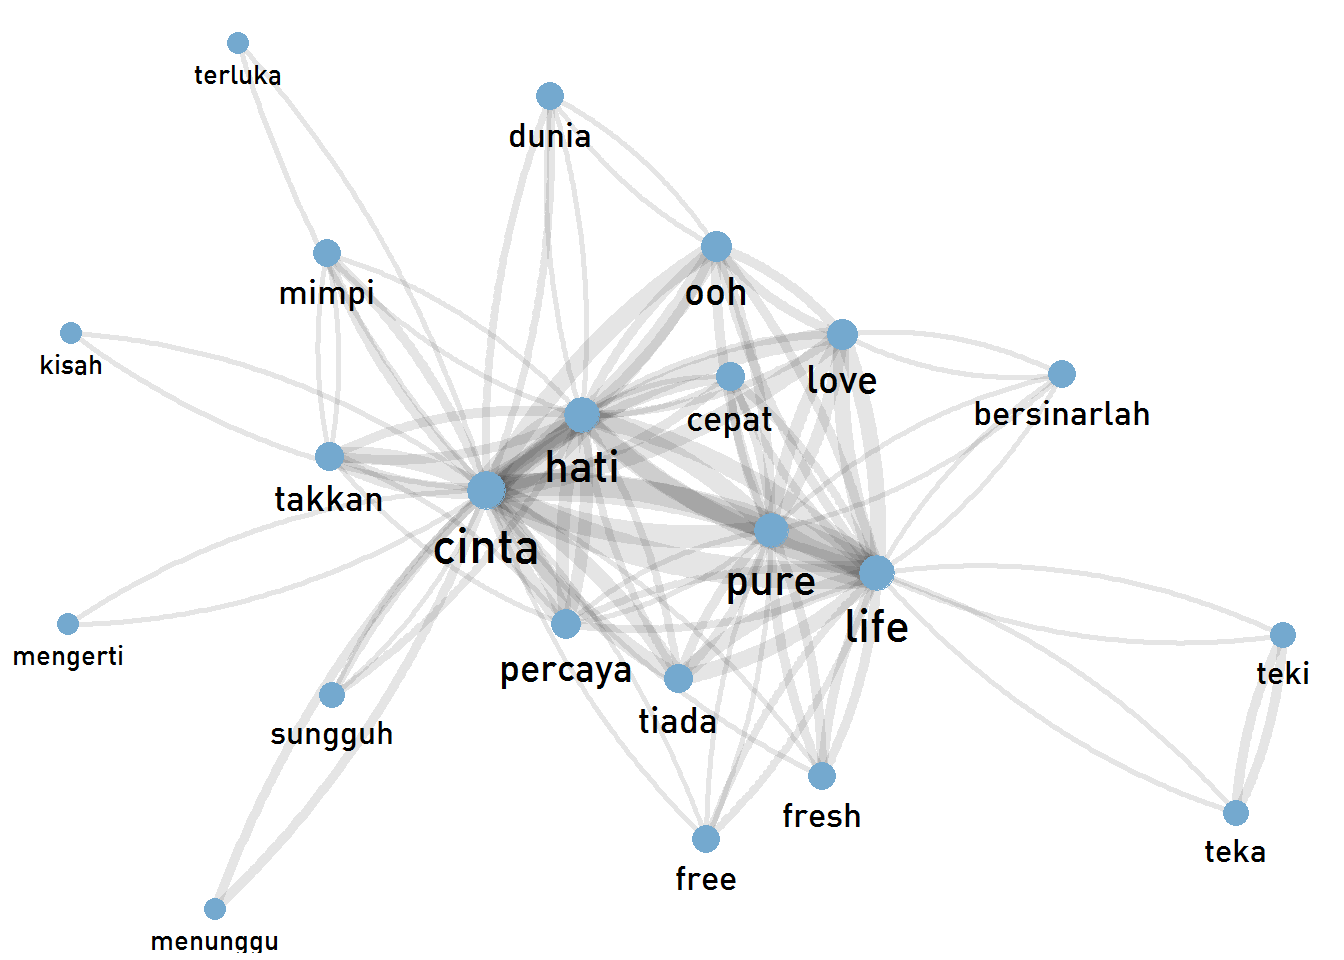 terluka
dunia
mimpi
ooh
kisah
love
cepat
bersinarlah
hati
takkan
cinta
pure
life
mengerti
percaya
teki
tiada
sungguh
fresh
teka
free
menunggu